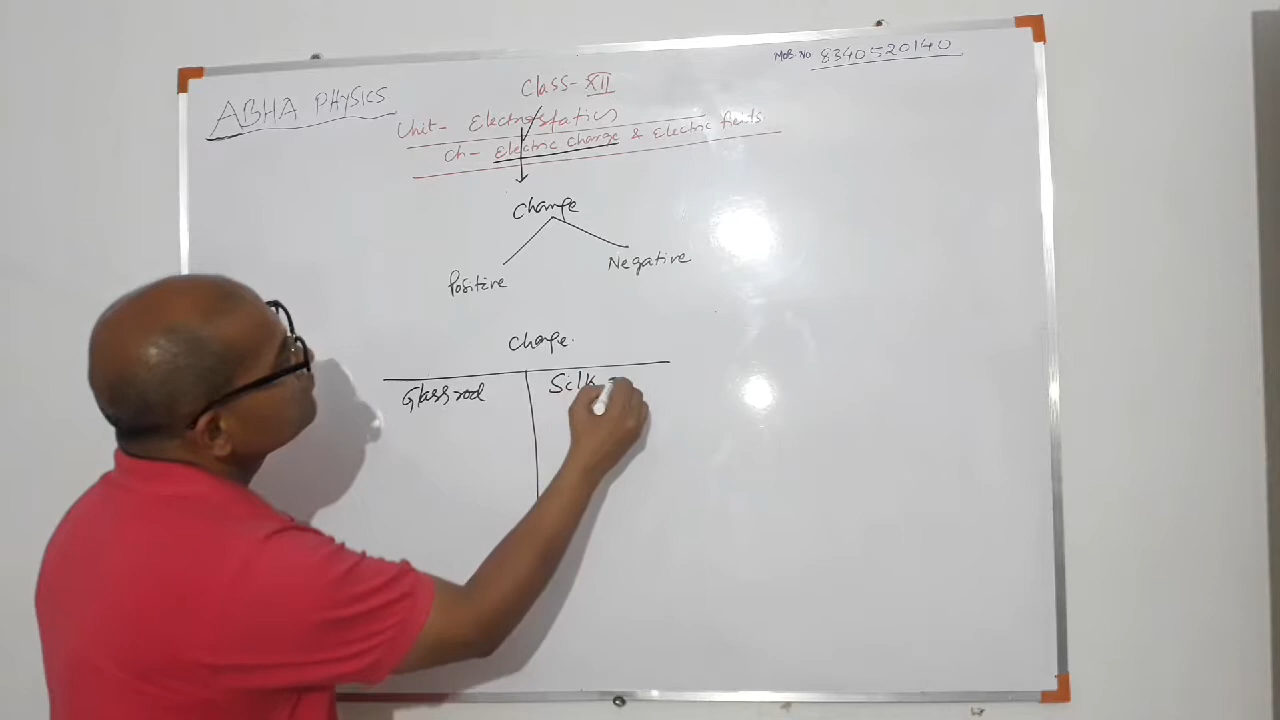 ABHA PHYSICS
Mob. No 8340520140
Class- XII
Unit- Electrostatics
Ch- Electric Charge & Electric fields
Charge
Positive
Negative
Charge.
Glass rod
Silk